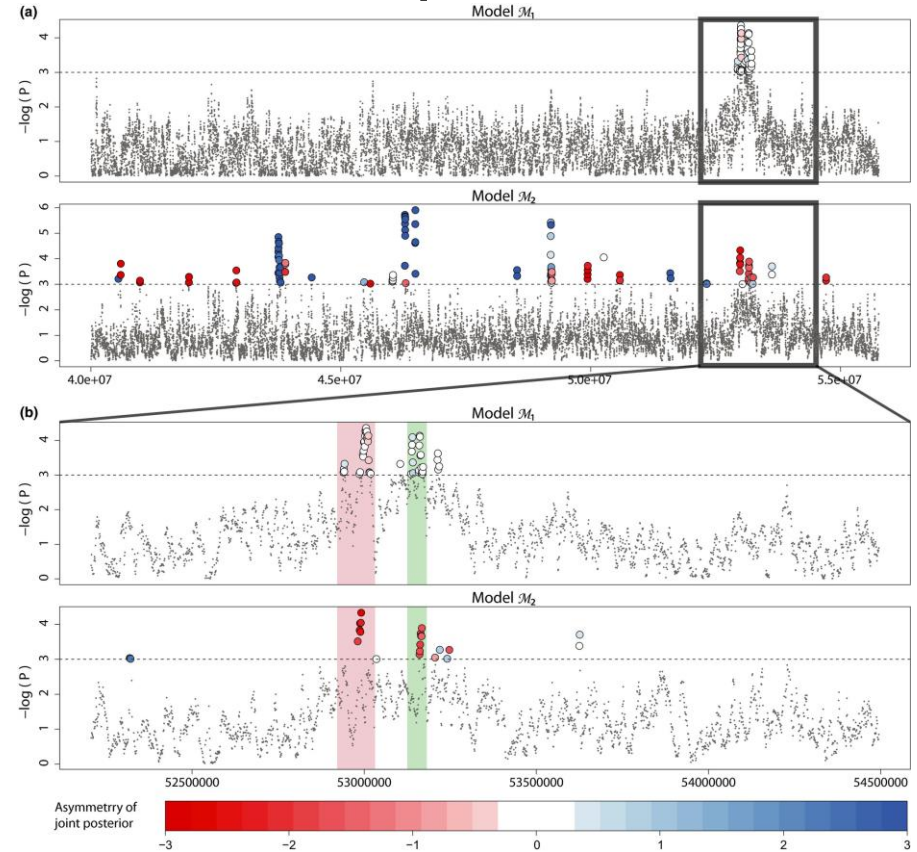 (a)
Model ℳ1
4
3
2
1
0
−log ( P )
Model ℳ2
6
5
4
3
2
1
0
−log ( P )
4.0e+07 4.5e+07 5.0e+07 5.5e+07
(b)
Model ℳ1
4
3
2
1
0
−log ( P )
Model ℳ2
4
3
2
1
0
−log ( P )
52500000 53000000 53500000 54000000 54500000
Asymmetrry of
joint posterior
−3 −2 −1 0 1 2 3